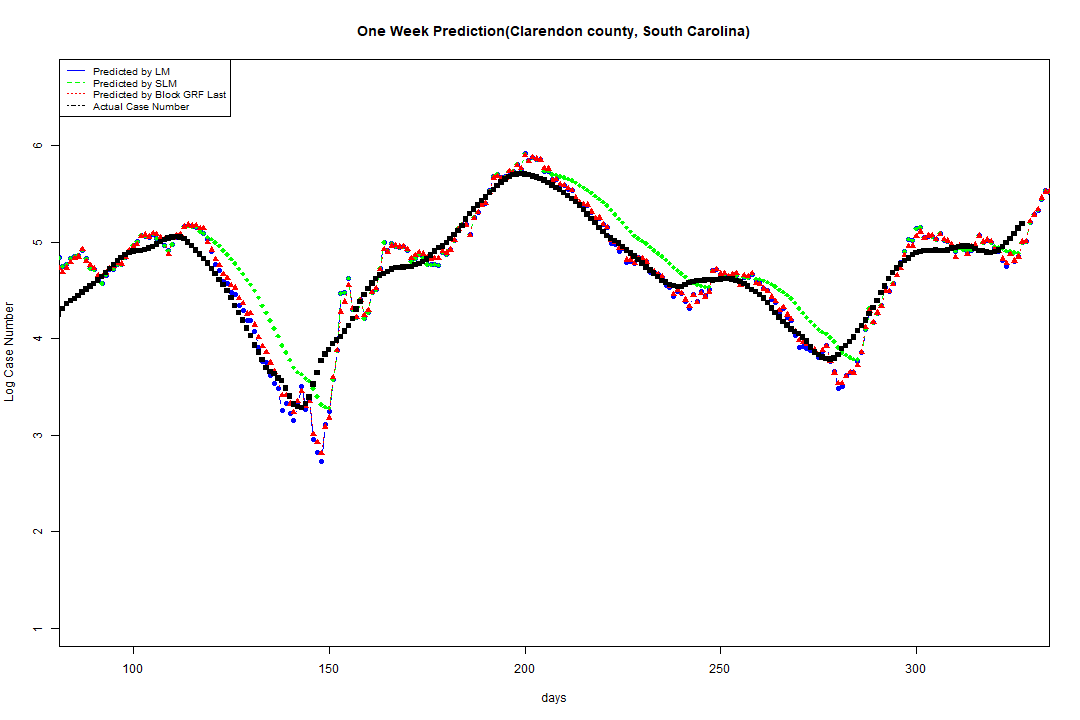 One Week Prediction(Clarendon county, South Carolina)
Predicted by LM
Predicted by SLM
Predicted by Block GRF Last
Actual Case Number
6
5
4
3
2
1
Log Case Number
100 150 200 250 300
days